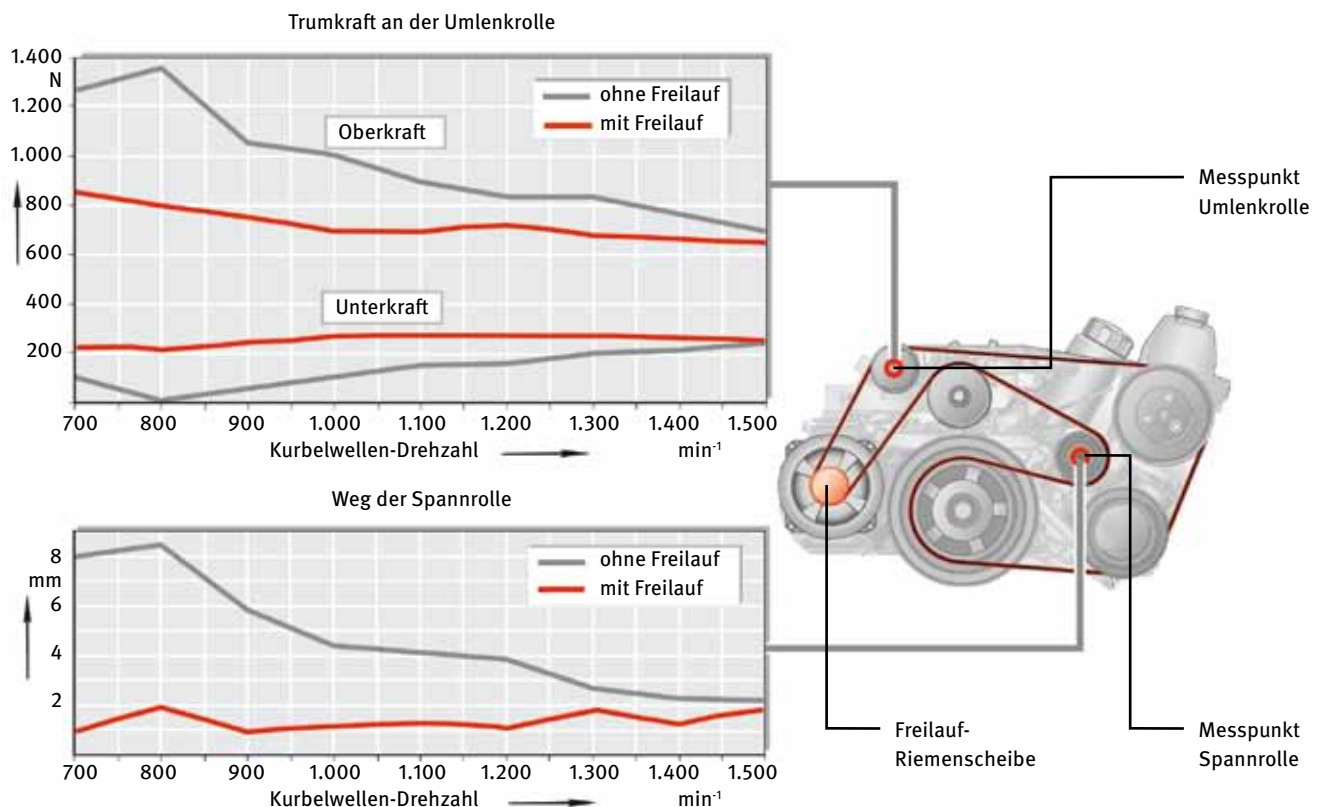 Trumkraft an der Umlenkrolle
1.400
N
1.200
1.000
800
600
400
200
ohne Freilauf
mit Freilauf
Oberkraft
Unterkraft
700 800 900 1.000 1.100 1.200 1.300 1.400 1.500
Kurbelwellen-Drehzahl min⁻¹
Weg der Spannrolle
8
mm
6
4
2
ohne Freilauf
mit Freilauf
700 800 900 1.000 1.100 1.200 1.300 1.400 1.500
Kurbelwellen-Drehzahl min⁻¹
Messpunkt
Umlenkrolle
Freilauf-
Riemenscheibe
Messpunkt
Spannrolle